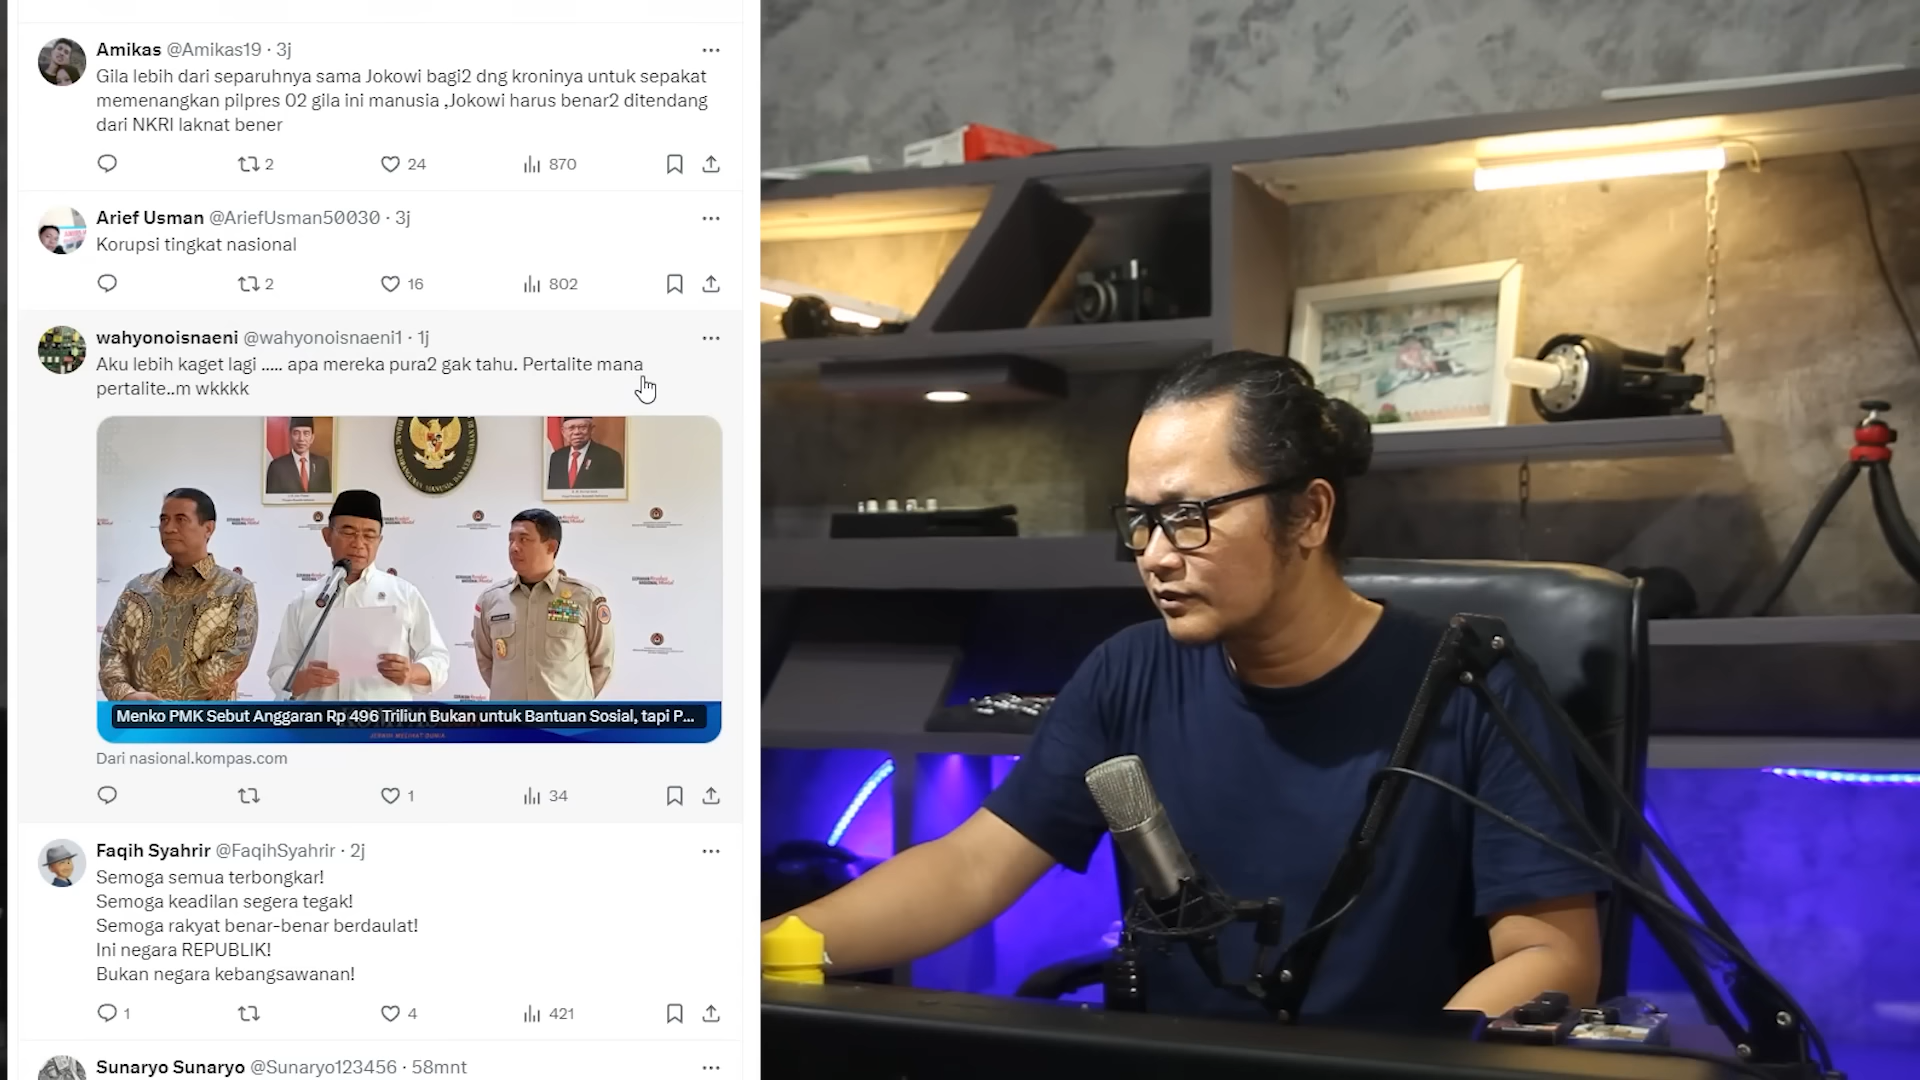 Amikas @Amikas19 · 3j
Gila lebih dari separuhnya sama Jokowi bagi2 dng kroninya untuk sepakat
memenangkan pilpres 02 gila ini manusia ,Jokowi harus benar2 ditendang
dari NKRI laknat bener
2 24 870
Arief Usman @AriefUsman50030 · 3j
Korupsi tingkat nasional
2 16 802
wahyonoisnaeni @wahyonoisnaeni1 · 1j
Aku lebih kaget lagi ..... apa mereka pura2 gak tahu. Pertalite mana
pertalite..m wkkkk
Menko PMK Sebut Anggaran Rp 496 Triliun Bukan untuk Bantuan Sosial, tapi P...
JERNIH MELIHAT DUNIA
Dari nasional.kompas.com
1 34
Faqih Syahrir @FaqihSyahrir · 2j
Semoga semua terbongkar!
Semoga keadilan segera tegak!
Semoga rakyat benar-benar berdaulat!
Ini negara REPUBLIK!
Bukan negara kebangsawanan!
1 4 421
Sunaryo Sunaryo @Sunaryo123456 · 58mnt